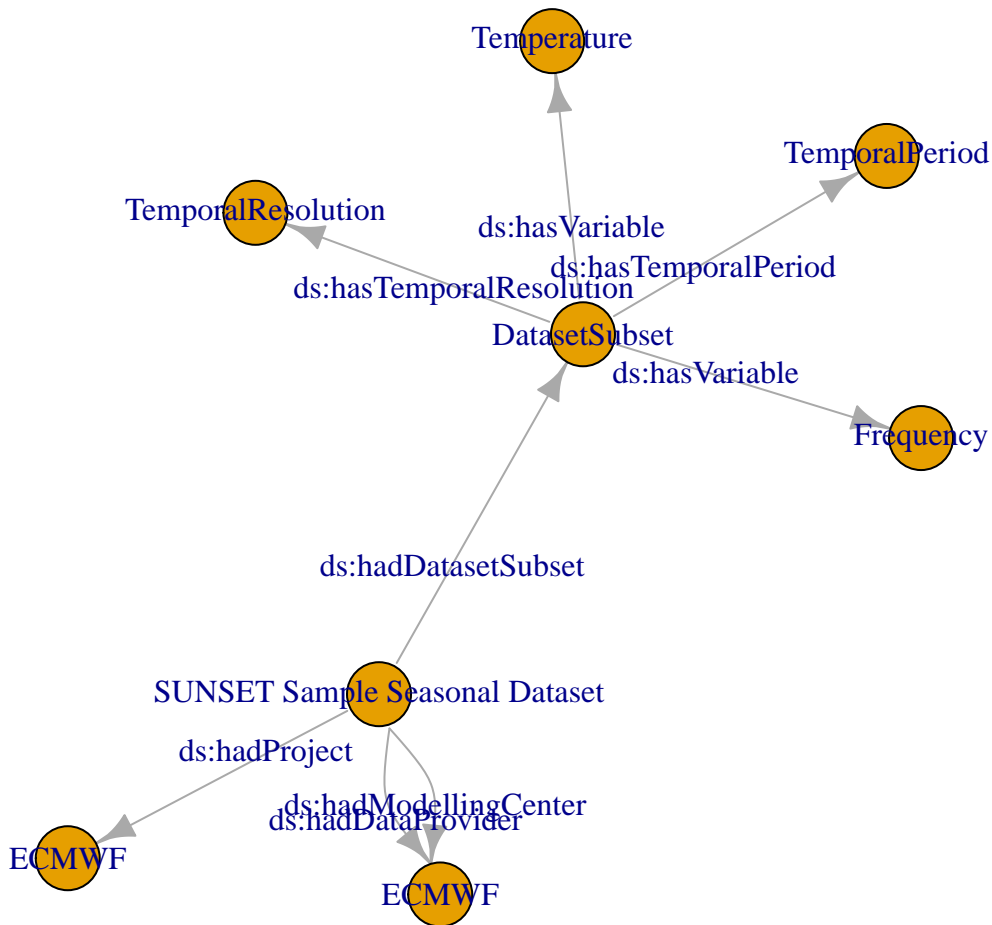 Temperature
TemporalPeriod
TemporalResolution
ds:hasVariable
ds:hasTemporalPeriod
ds:hasTemporalResolution
DatasetSubset
ds:hasVariable
Frequency
ds:hadDatasetSubset
SUNSET Sample Seasonal Dataset
ds:hadProject
ds:hadModellingCenter
ds:hadDataProvider
ECMWF
ECMWF